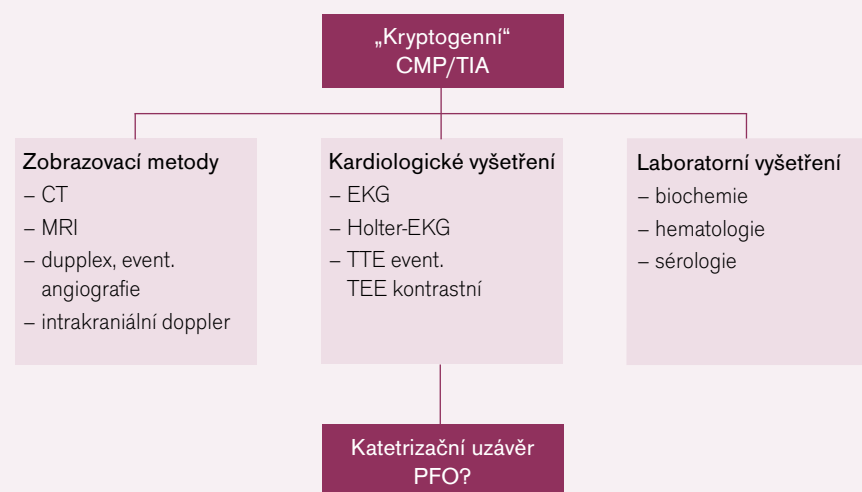 „Kryptogenní“
CMP/TIA
Zobrazovací metody
– CT
– MRI
– dupplex, event.
angiografie
– intrakraniální doppler
Kardiologické vyšetření
– EKG
– Holter-EKG
– TTE event.
TEE kontrastní
Laboratorní vyšetření
– biochemie
– hematologie
– sérologie
Katetrizační uzávěr
PFO?